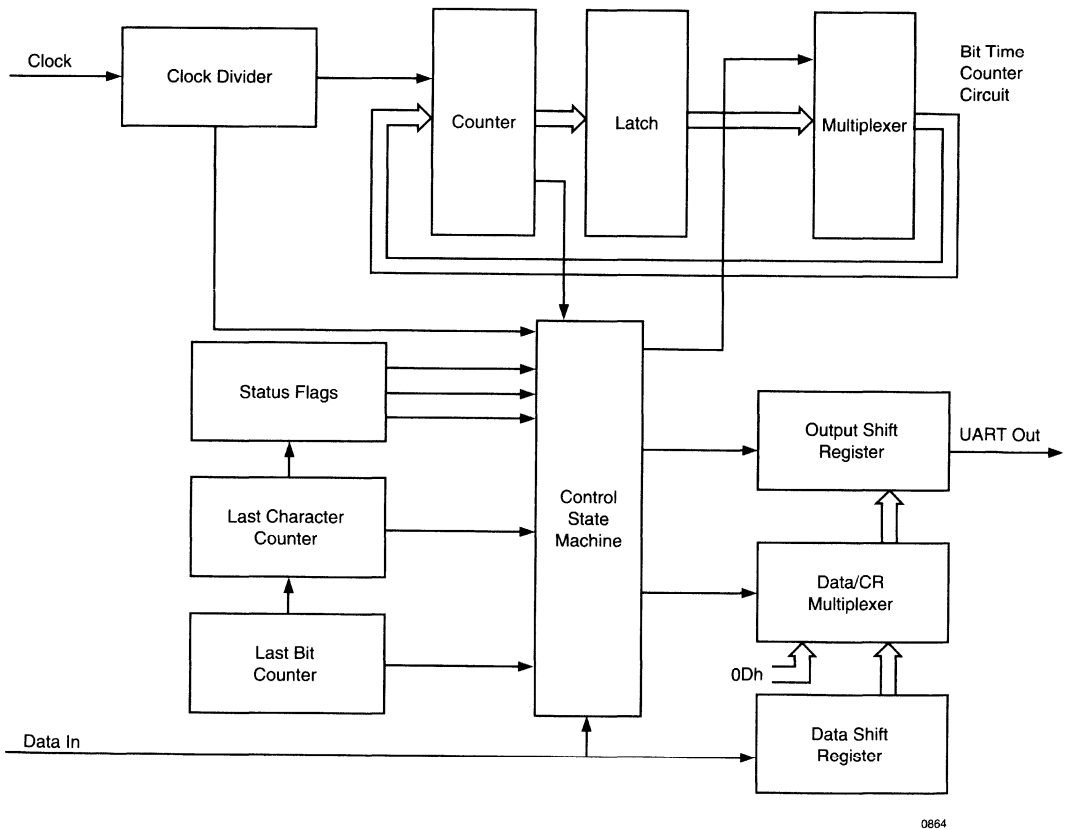 Clock
Clock Divider
Counter
Latch
Multiplexer
Bit Time
Counter
Circuit
Status Flags
Last Character
Counter
Last Bit
Counter
Control
State
Machine
Output Shift
Register
UART Out
Data/CR
Multiplexer
0Dh
Data Shift
Register
Data In
0864